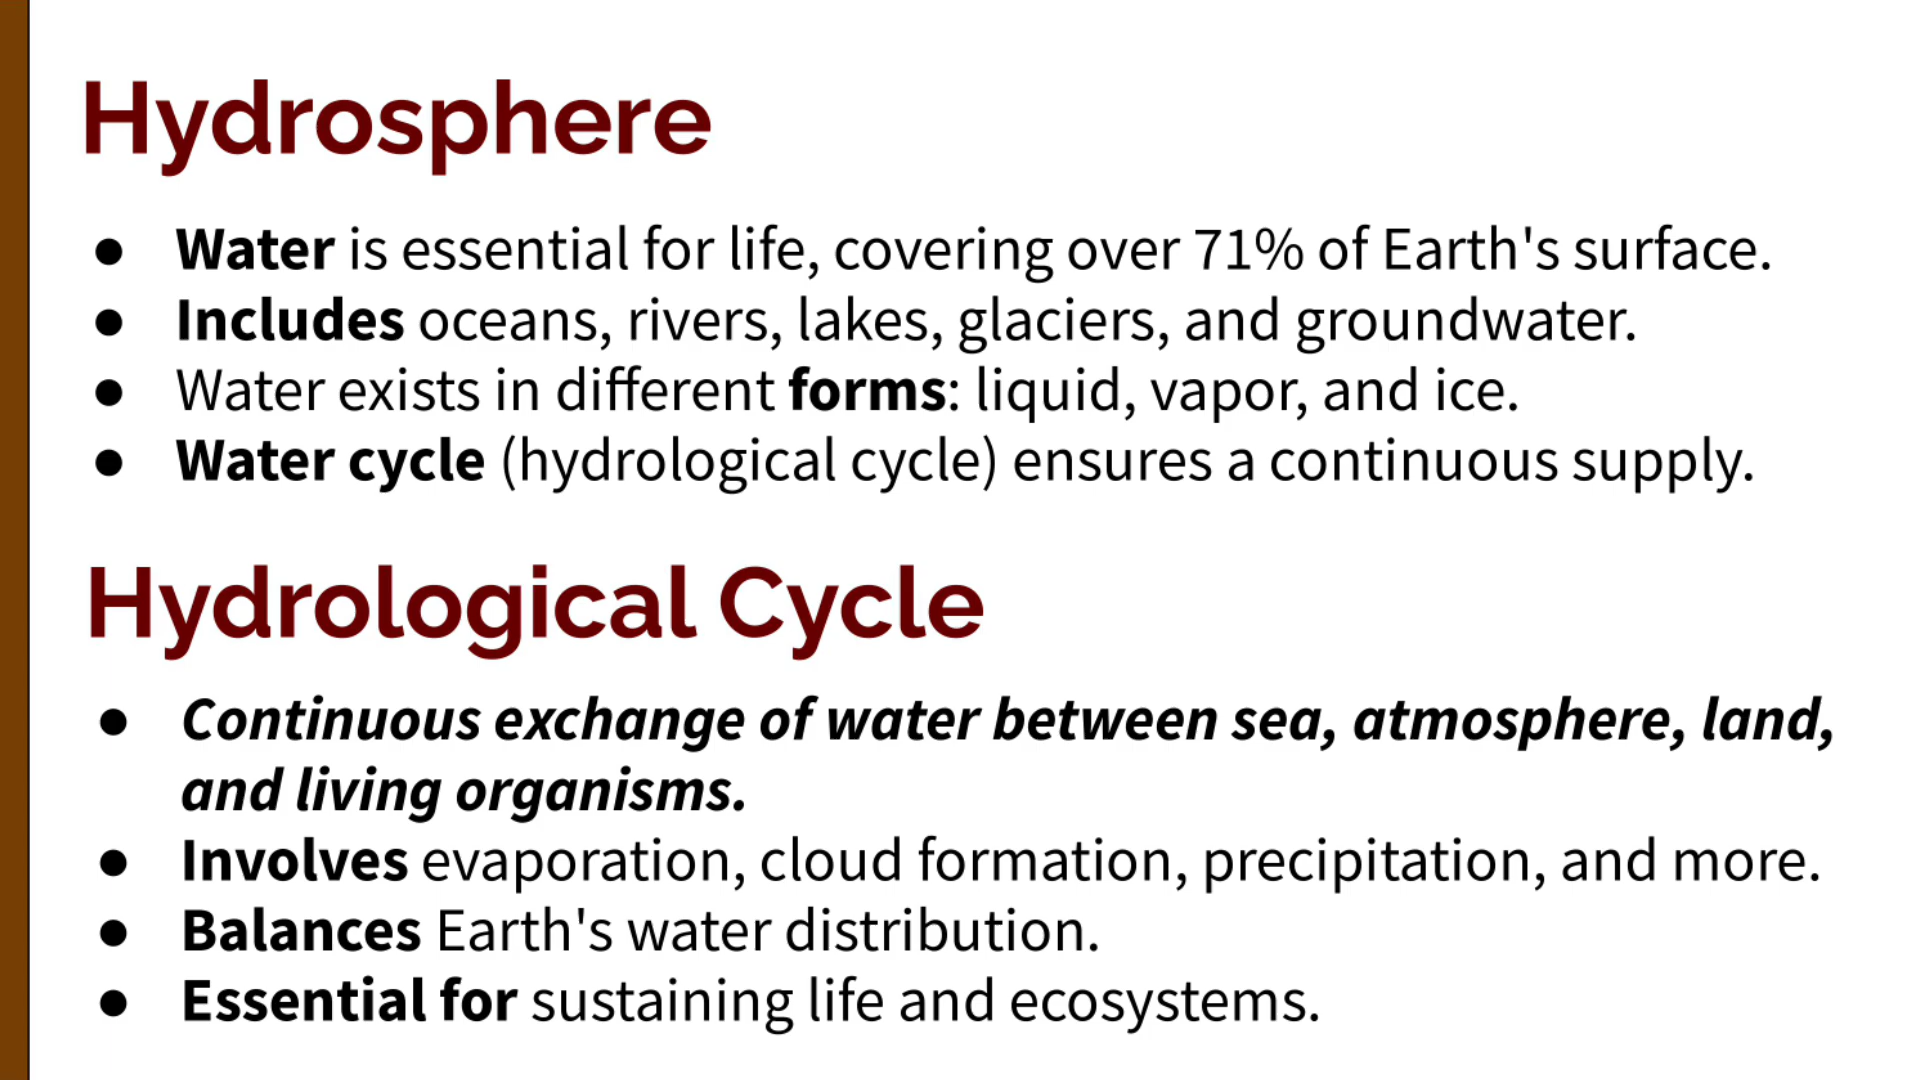 Hydrosphere
● Water is essential for life, covering over 71% of Earth's surface.
● Includes oceans, rivers, lakes, glaciers, and groundwater.
● Water exists in different forms: liquid, vapor, and ice.
● Water cycle (hydrological cycle) ensures a continuous supply.
Hydrological Cycle
● Continuous exchange of water between sea, atmosphere, land,
and living organisms.
● Involves evaporation, cloud formation, precipitation, and more.
● Balances Earth's water distribution.
● Essential for sustaining life and ecosystems.